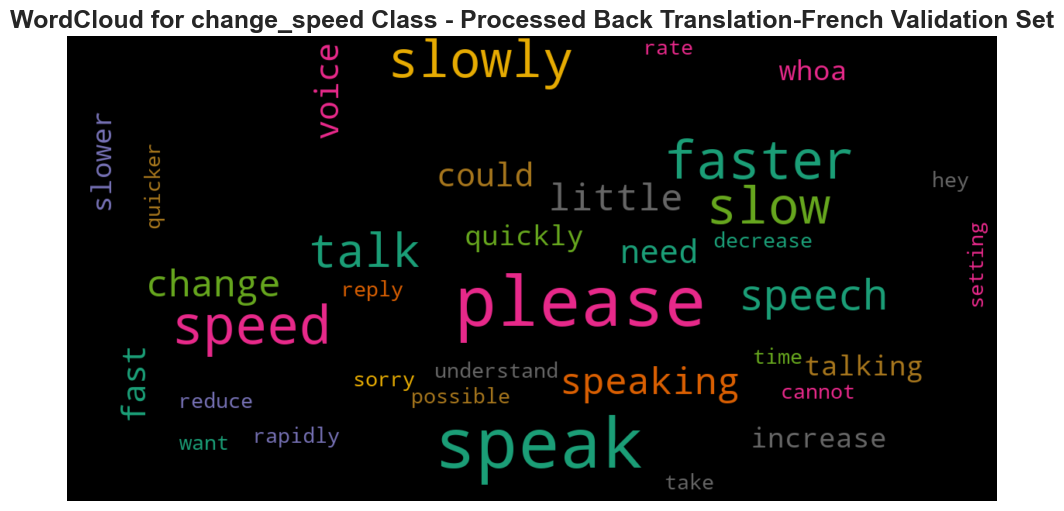 WordCloud for change_speed Class - Processed Back Translation-French Validation Set
slowly
rate
voice
whoa
slower
quicker
faster
could
little
hey
slow
quickly
talk
need
decrease
setting
change
reply
please
speech
speed
fast
time
understand
talking
sorry
speaking
reduce
possible
cannot
want
rapidly
speak
increase
take